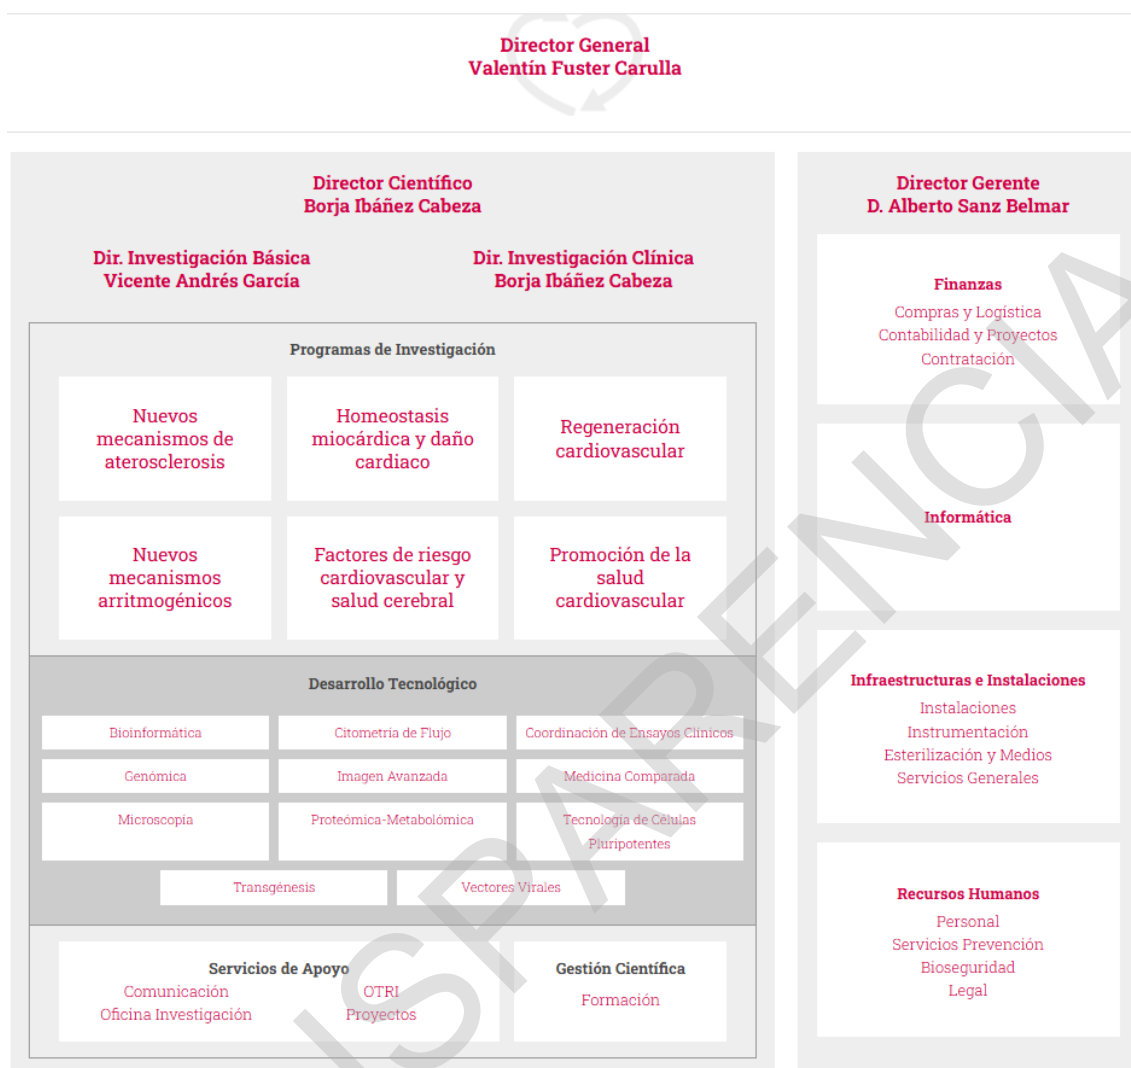 Director General
Valentín Fuster Carulla
Director Científico
Borja Ibáñez Cabeza
Dir. Investigación Básica
Vicente Andrés García
Dir. Investigación Clínica
Borja Ibáñez Cabeza
Programas de Investigación
Nuevos
mecanismos de
aterosclerosis
Homeostasis
miocárdica y daño
cardiaco
Regeneración
cardiovascular
Nuevos
mecanismos
arritmogénicos
Factores de riesgo
cardiovascular y
salud cerebral
Promoción de la
salud
cardiovascular
Desarrollo Tecnológico
Bioinformática
Citometría de Flujo
Coordinación de Ensayos Clínicos
Genómica
Imagen Avanzada
Medicina Comparada
Microscopía
Proteómica-Metabolómica
Tecnología de Células
Pluripotentes
Transgénesis
Vectores Virales
Servicios de Apoyo
Comunicación
Oficina Investigación
OTRI
Proyectos
Gestión Científica
Formación
Director Gerente
D. Alberto Sanz Belmar
Finanzas
Compras y Logística
Contabilidad y Proyectos
Contratación
Informática
Infraestructuras e Instalaciones
Instalaciones
Instrumentación
Esterilización y Medios
Servicios Generales
Recursos Humanos
Personal
Servicios Prevención
Bioseguridad
Legal
ISPARENCIA